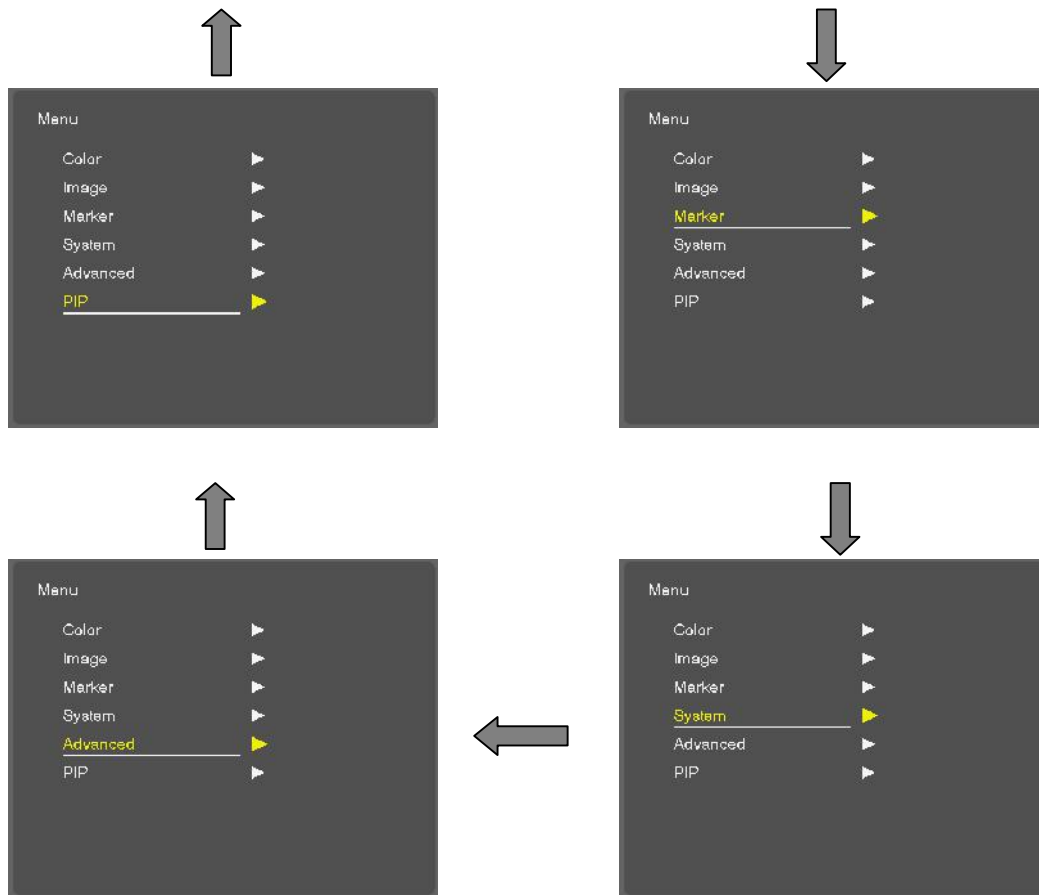 Menu
Color
Image
Marker
System
Advanced
PIP
Menu
Color
Image
Marker
System
Advanced
PIP
Menu
Color
Image
Marker
System
Advanced
PIP
Menu
Color
Image
Marker
System
Advanced
PIP